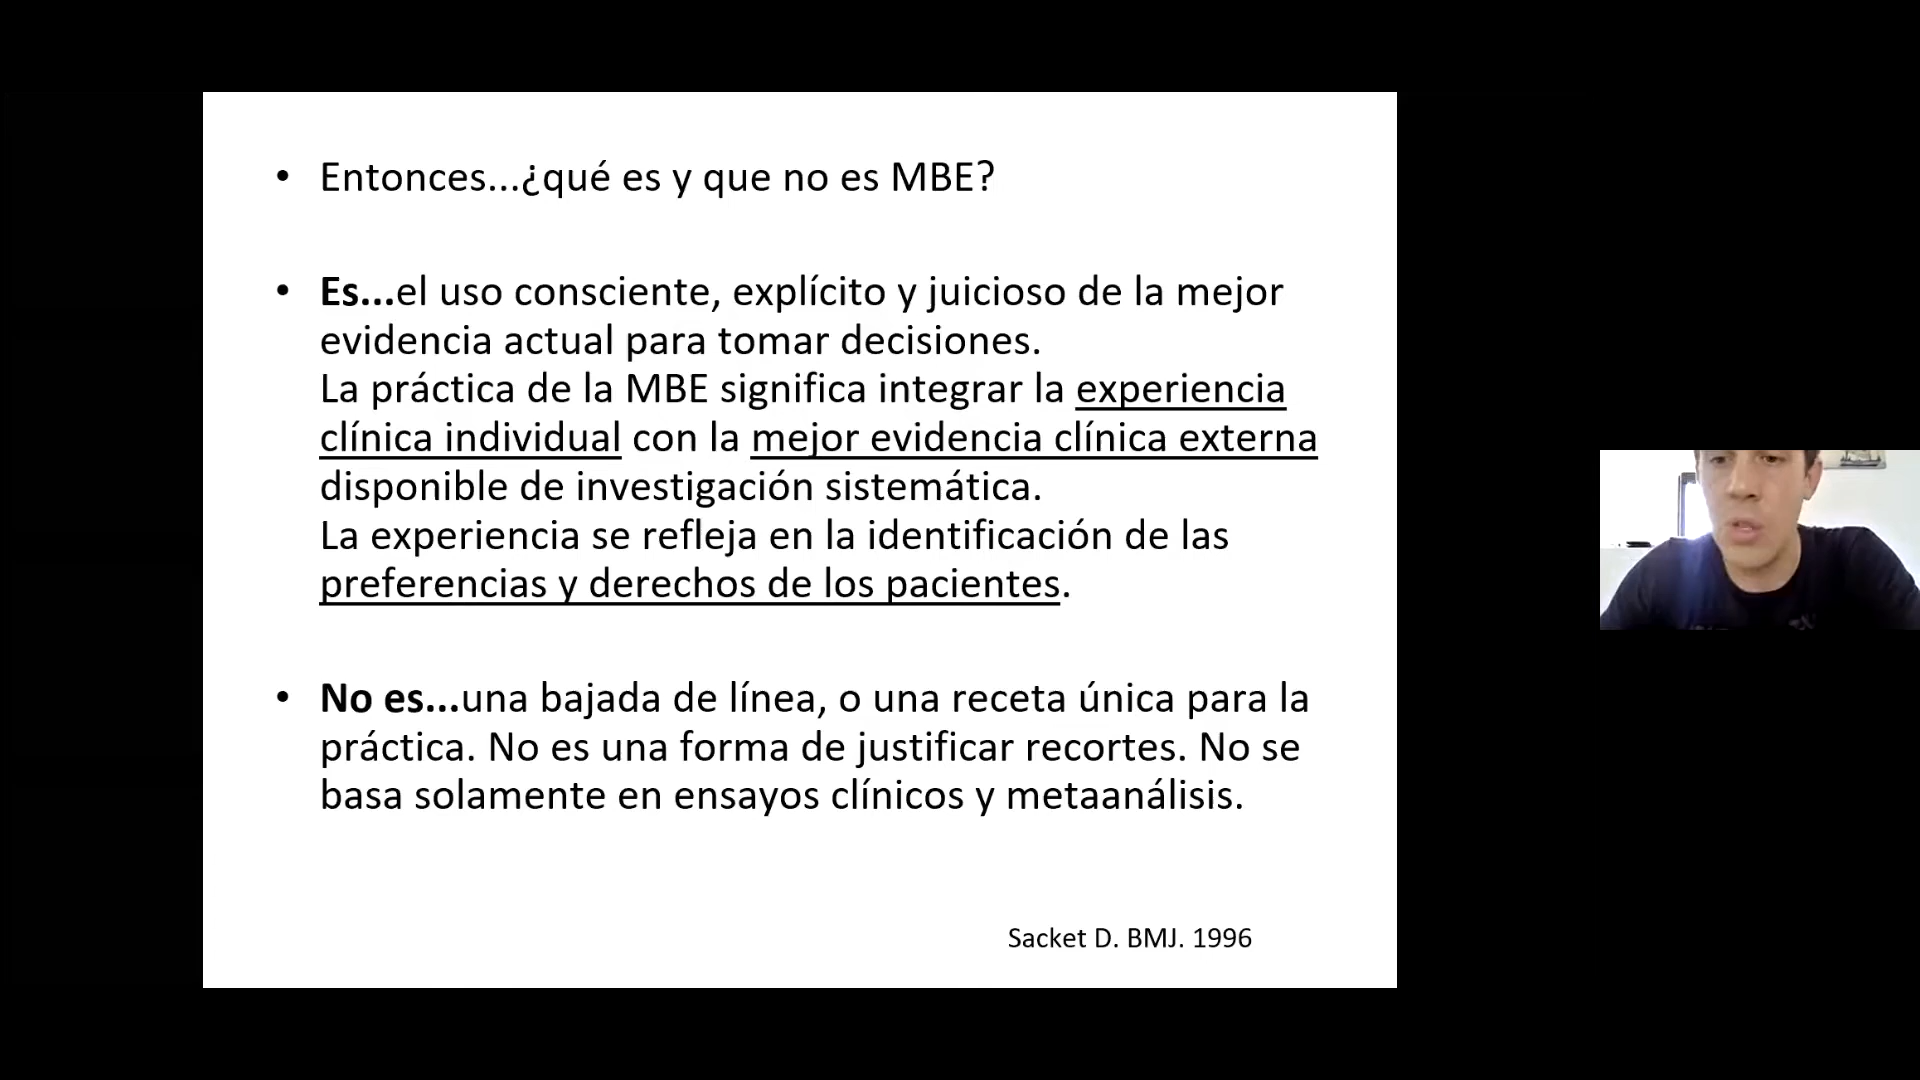 • Entonces...¿qué es y que no es MBE?
• Es...el uso consciente, explícito y juicioso de la mejor
evidencia actual para tomar decisiones.
La práctica de la MBE significa integrar la experiencia
clínica individual con la mejor evidencia clínica externa
disponible de investigación sistemática.
La experiencia se refleja en la identificación de las
preferencias y derechos de los pacientes.
• No es...una bajada de línea, o una receta única para la
práctica. No es una forma de justificar recortes. No se
basa solamente en ensayos clínicos y metaanálisis.
Sacket D. BMJ. 1996